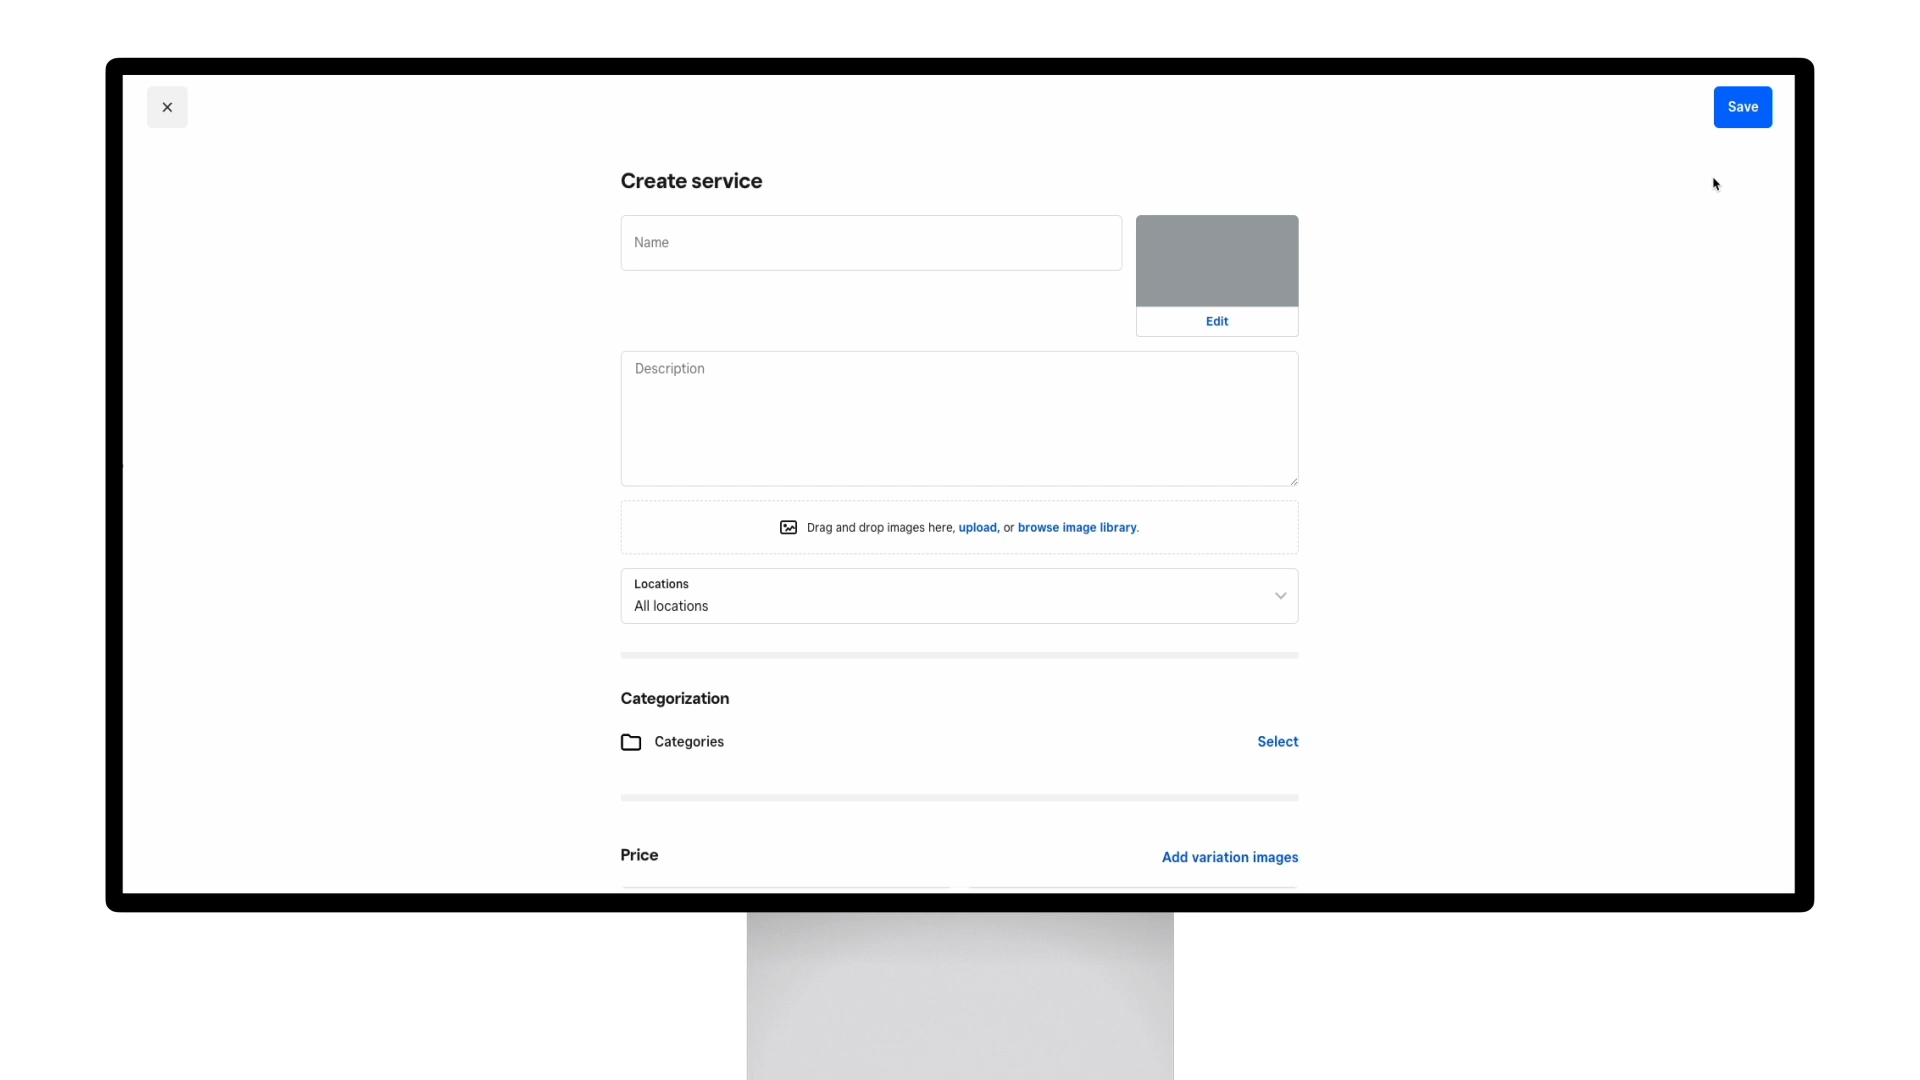 Save
Create service
Name
Edit
Description
Drag and drop images here, upload, or browse image library.
Locations
All locations
Categorization
Categories
Select
Price
Add variation images